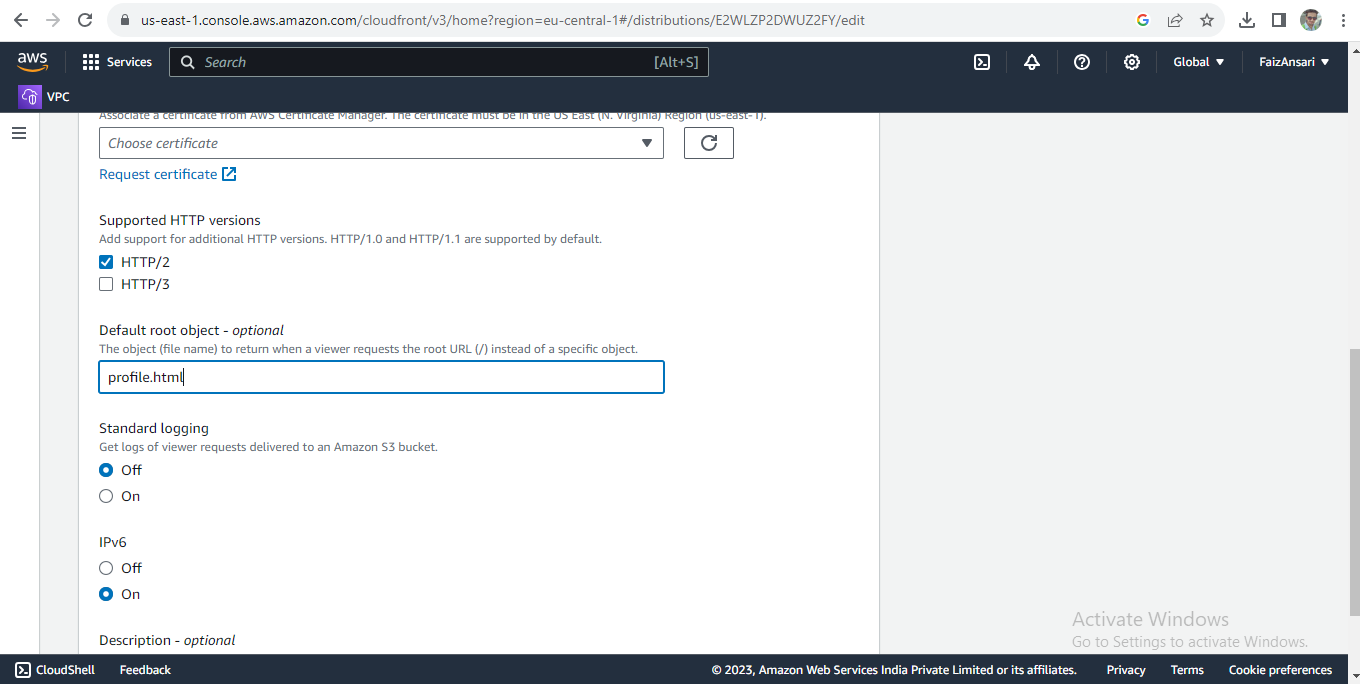 us-east-1.console.aws.amazon.com/cloudfront/v3/home?region=eu-central-1#/distributions/E2WLZP2DWUZ2FY/edit
aws
Services
Search
[Alt+S]
Global
FaizAnsari
VPC
Associate a certificate from AWS Certificate Manager. The certificate must be in the US East (N. Virginia) Region (us-east-1).
Choose certificate
Request certificate
Supported HTTP versions
Add support for additional HTTP versions. HTTP/1.0 and HTTP/1.1 are supported by default.
HTTP/2
HTTP/3
Default root object - optional
The object (file name) to return when a viewer requests the root URL (/) instead of a specific object.
profile.html
Standard logging
Get logs of viewer requests delivered to an Amazon S3 bucket.
Off
On
IPv6
Off
On
Description - optional
Activate Windows
Go to Settings to activate Windows.
CloudShell
Feedback
© 2023, Amazon Web Services India Private Limited or its affiliates.
Privacy
Terms
Cookie preferences